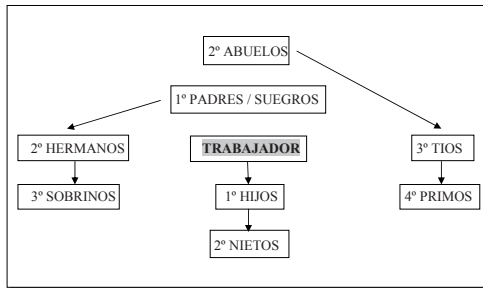 2º ABUELOS
1º PADRES / SUEGROS
2º HERMANOS
TRABAJADOR
3º TIOS
3º SOBRINOS
1º HIJOS
4º PRIMOS
2º NIETOS